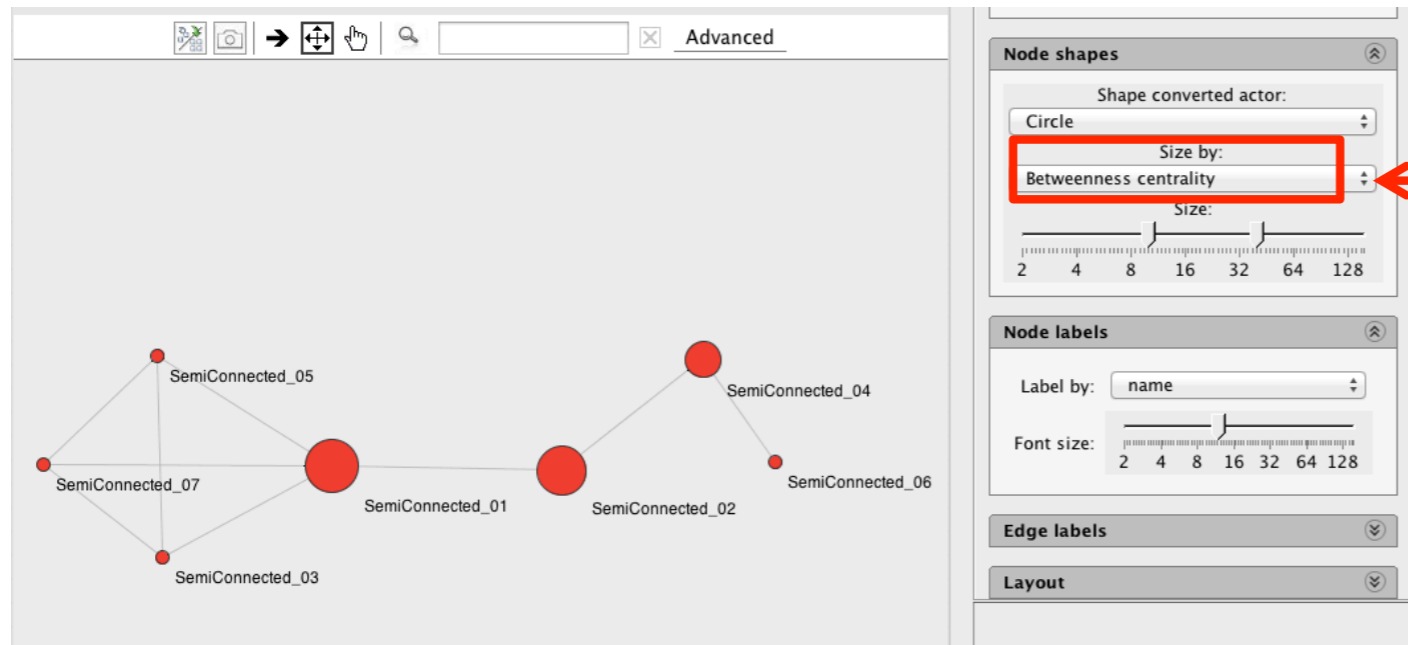 Advanced
SemiConnected_05
SemiConnected_04
SemiConnected_07
SemiConnected_01
SemiConnected_02
SemiConnected_06
SemiConnected_03
Node shapes
Shape converted actor:
Circle
Size by:
Betweenness centrality
Size:
2 4 8 16 32 64 128
Node labels
Label by: name
Font size:
2 4 8 16 32 64 128
Edge labels
Layout